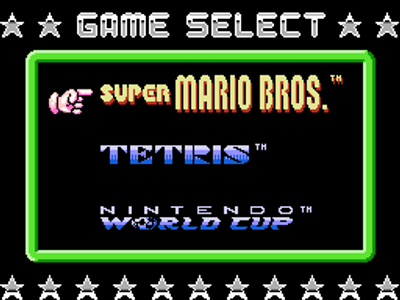 GAME SELECT
SUPER MARIO BROS.™
TETRIS™
NINTENDO™
WORLD CUP